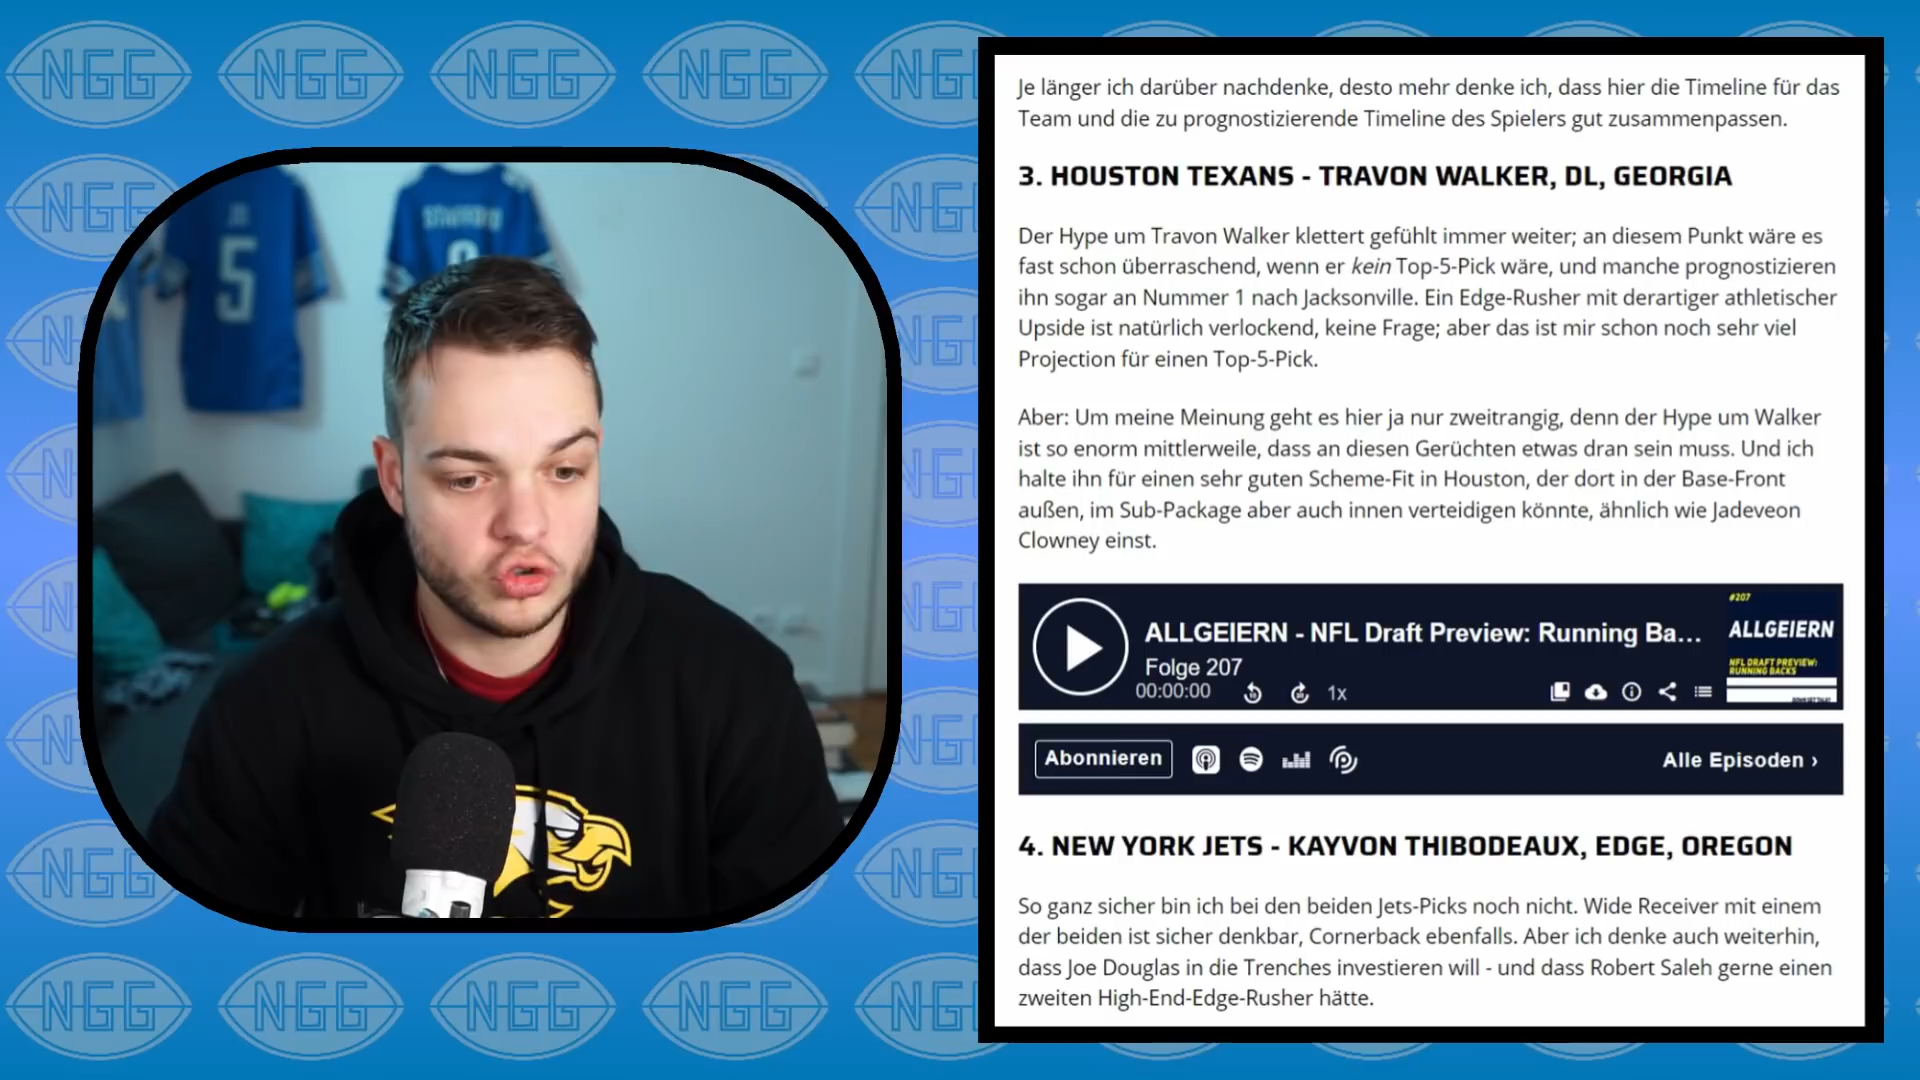 NGG NGG NGG NGG NGG
Je länger ich darüber nachdenke, desto mehr denke ich, dass hier die Timeline für das
Team und die zu prognostizierende Timeline des Spielers gut zusammenpassen.
3. HOUSTON TEXANS - TRAVON WALKER, DL, GEORGIA
Der Hype um Travon Walker klettert gefühlt immer weiter; an diesem Punkt wäre es
fast schon überraschend, wenn er kein Top-5-Pick wäre, und manche prognostizieren
ihn sogar an Nummer 1 nach Jacksonville. Ein Edge-Rusher mit derartiger athletischer
Upside ist natürlich verlockend, keine Frage; aber das ist mir schon noch sehr viel
Projection für einen Top-5-Pick.
Aber: Um meine Meinung geht es hier ja nur zweitrangig, denn der Hype um Walker
ist so enorm mittlerweile, dass an diesen Gerüchten etwas dran sein muss. Und ich
halte ihn für einen sehr guten Scheme-Fit in Houston, der dort in der Base-Front
außen, im Sub-Package aber auch innen verteidigen könnte, ähnlich wie Jadeveon
Clowney einst.
ALLGEIERN - NFL Draft Preview: Running Ba...
Folge 207
00:00:00
1x
#207
ALLGEIERN
NFL DRAFT PREVIEW:
RUNNING BACKS
Abonnieren
Alle Episoden ›
4. NEW YORK JETS - KAYVON THIBODEAUX, EDGE, OREGON
So ganz sicher bin ich bei den beiden Jets-Picks noch nicht. Wide Receiver mit einem
der beiden ist sicher denkbar, Cornerback ebenfalls. Aber ich denke auch weiterhin,
dass Joe Douglas in die Trenches investieren will - und dass Robert Saleh gerne einen
zweiten High-End-Edge-Rusher hätte.
5
STAFFORD
9
NGG NGG NGG NGG NGG